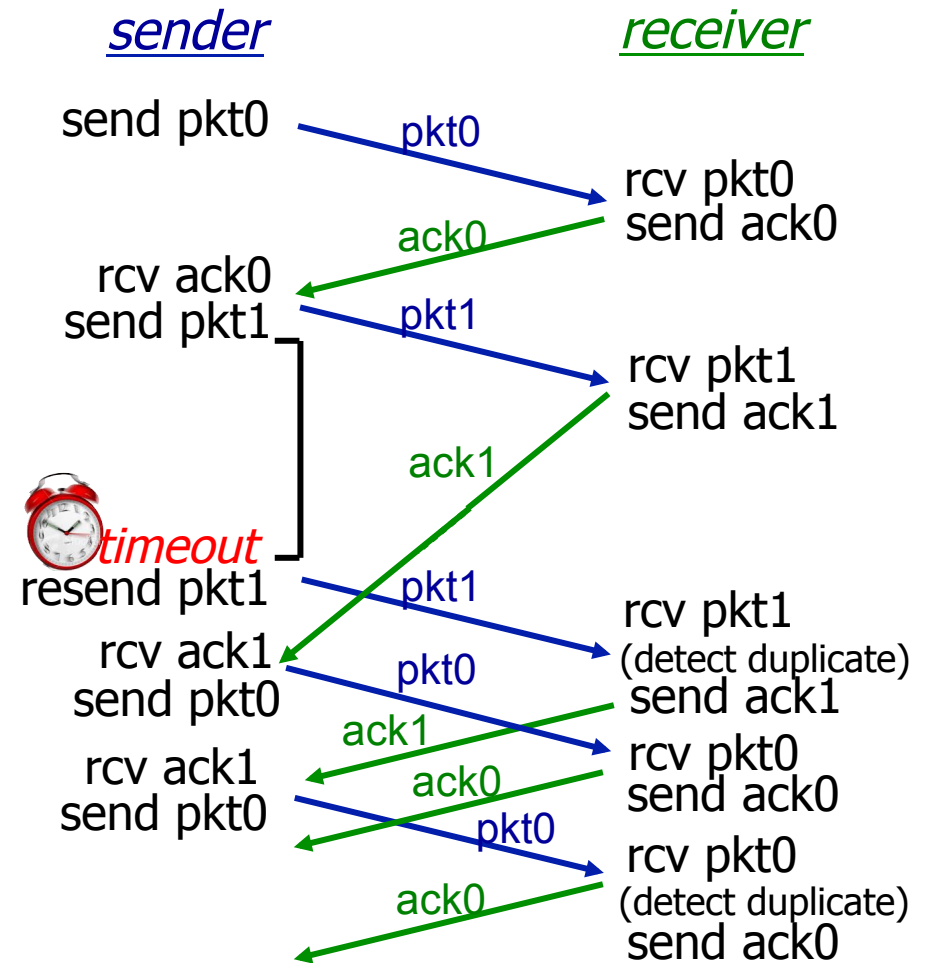 sender
receiver
send pkt0
pkt0
rcv pkt0
send ack0
ack0
rcv ack0
send pkt1
pkt1
rcv pkt1
send ack1
ack1
timeout
resend pkt1
pkt1
rcv pkt1
(detect duplicate)
send ack1
rcv ack1
send pkt0
pkt0
ack1
rcv pkt0
send ack0
rcv ack1
send pkt0
ack0
pkt0
rcv pkt0
(detect duplicate)
send ack0
ack0